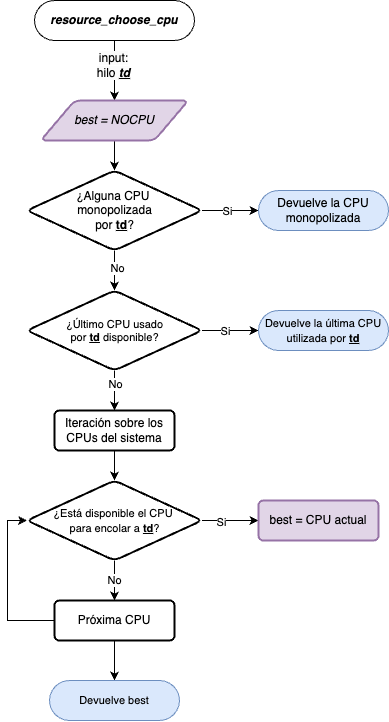 resource_choose_cpu
input:
hilo td
best = NOCPU
¿Alguna CPU
monopolizada
por td?
Si
Devuelve la CPU
monopolizada
No
¿Último CPU usado
por td disponible?
Si
Devuelve la última CPU
utilizada por td
No
Iteración sobre los
CPUs del sistema
¿Está disponible el CPU
para encolar a td?
Si
best = CPU actual
No
Próxima CPU
Devuelve best